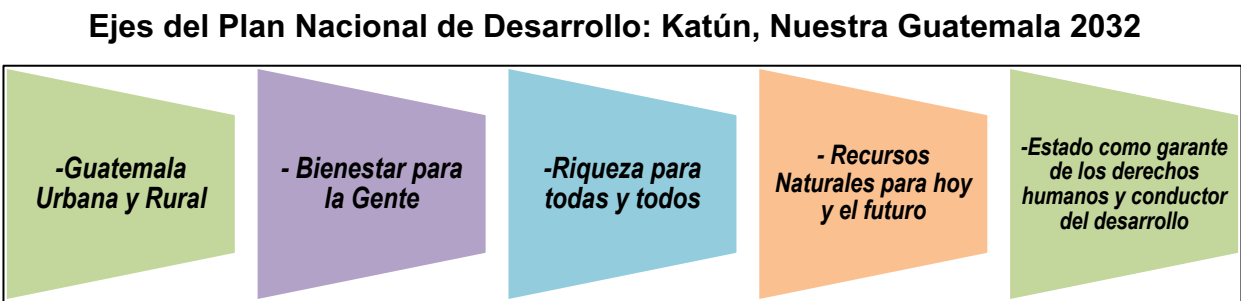 Ejes del Plan Nacional de Desarrollo: Katún, Nuestra Guatemala 2032
-Guatemala
Urbana y Rural
- Bienestar para
la Gente
-Riqueza para
todas y todos
- Recursos
Naturales para hoy
y el futuro
-Estado como garante
de los derechos
humanos y conductor
del desarrollo